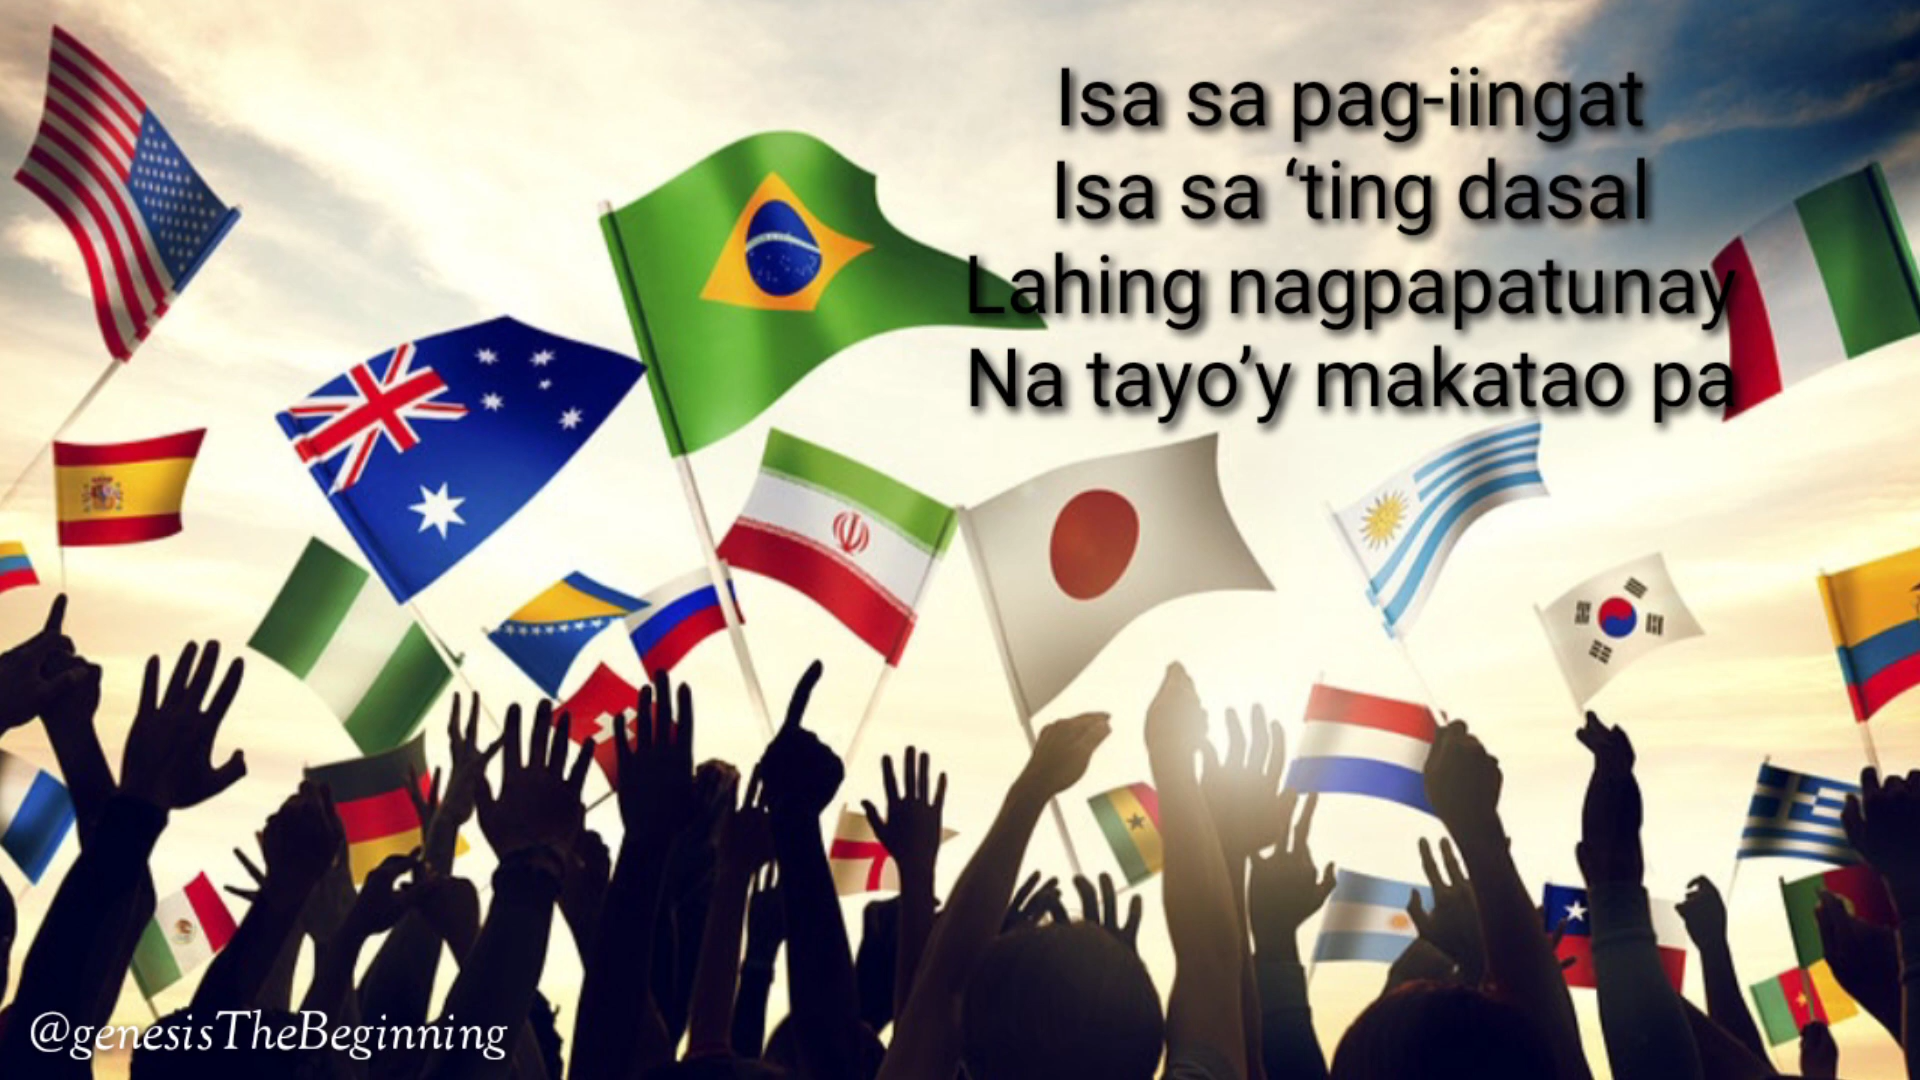 Isa sa pag-iingat
Isa sa ‘ting dasal
Lahing nagpapatunay
Na tayo’y makatao pa
@genesisTheBeginning